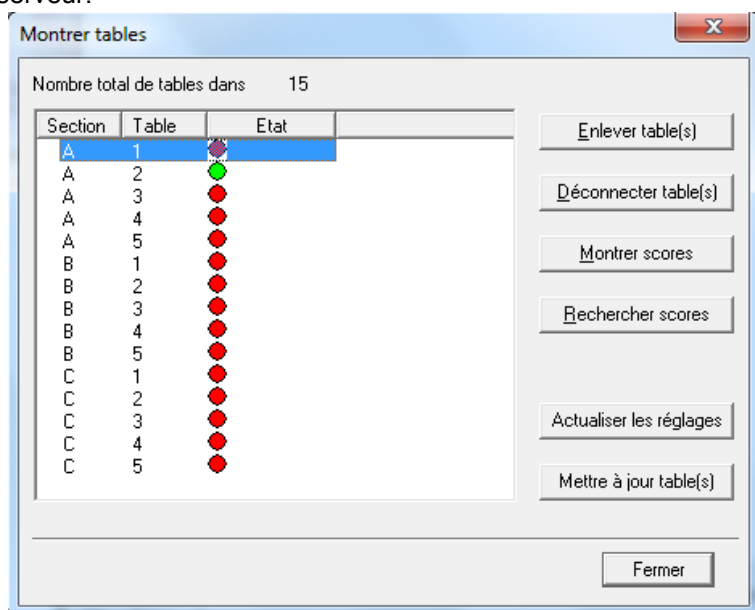 serveur.
Montrer tables
Nombre total de tables dans 15
Section Table Etat
A 1
A 2
A 3
A 4
A 5
B 1
B 2
B 3
B 4
B 5
C 1
C 2
C 3
C 4
C 5
Enlever table(s)
Déconnecter table(s)
Montrer scores
Rechercher scores
Actualiser les réglages
Mettre à jour table(s)
Fermer